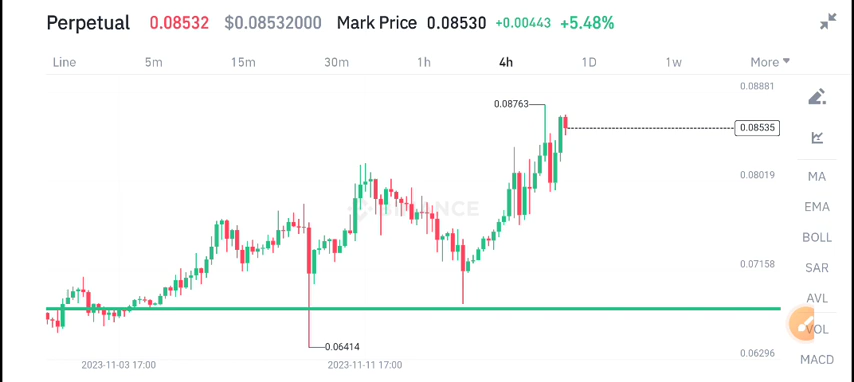 Perpetual 0.08532 $0.08532000 Mark Price 0.08530 +0.00443 +5.48%
Line 5m 15m 30m 1h 4h 1D 1w More
0.08881
0.08763
0.08535
0.08019
MA
EMA
BOLL
0.07158
SAR
AVL
VOL
0.06414
0.06296
MACD
2023-11-03 17:00 2023-11-11 17:00